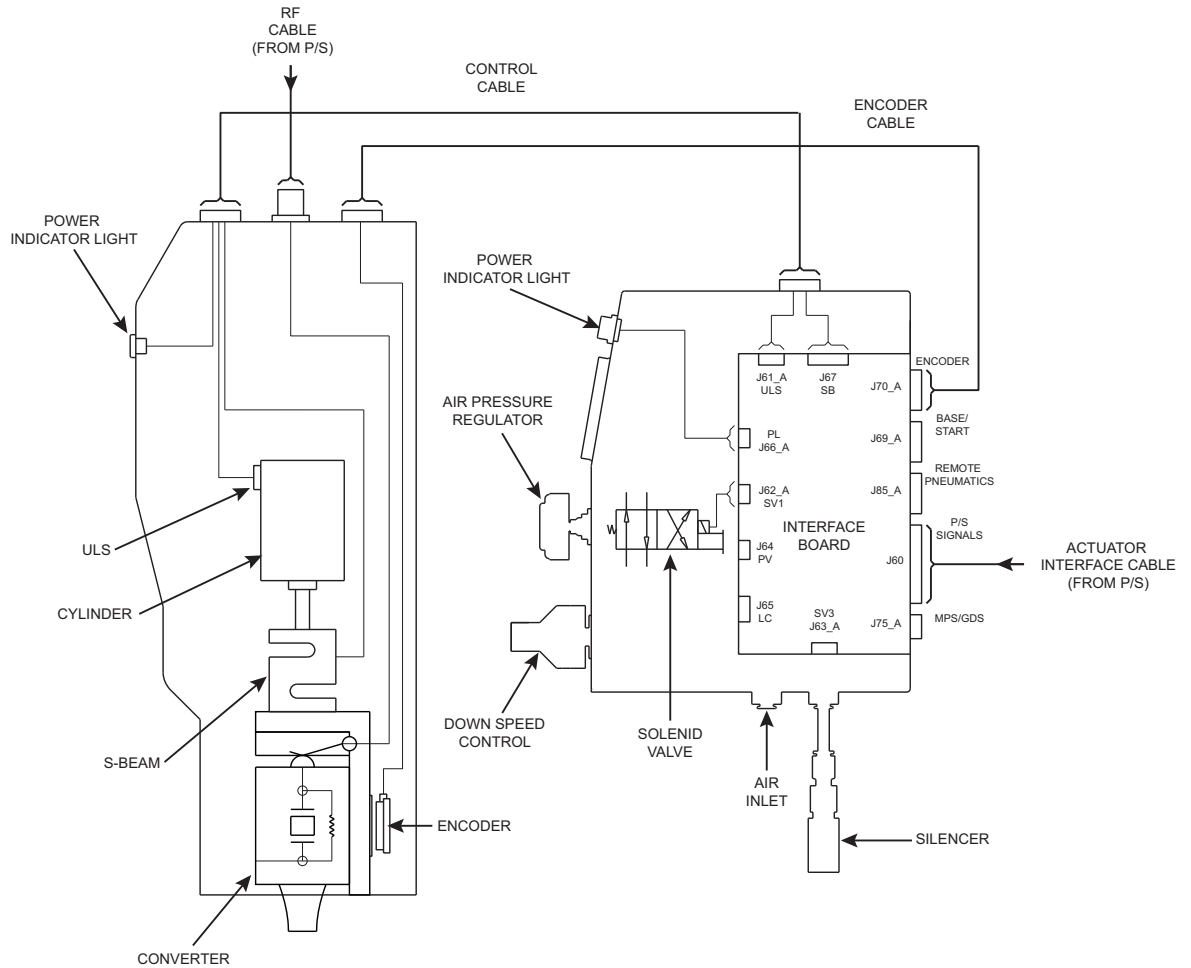 RF
CABLE
(FROM P/S)
CONTROL
CABLE
ENCODER
CABLE
POWER
INDICATOR LIGHT
POWER
INDICATOR LIGHT
AIR PRESSURE
REGULATOR
ULS
CYLINDER
S-BEAM
CONVERTER
ENCODER
DOWN SPEED
CONTROL
SOLENID
VALVE
AIR
INLET
SILENCER
ACTUATOR
INTERFACE CABLE
(FROM P/S)
J61_A
ULS
J67
SB
J70_A
ENCODER
PL
J66_A
J69_A
BASE/
START
J62_A
SV1
J85_A
REMOTE
PNEUMATICS
INTERFACE
BOARD
J64
PV
J60
P/S
SIGNALS
J65
LC
SV3
J63_A
J75_A
MPS/GDS